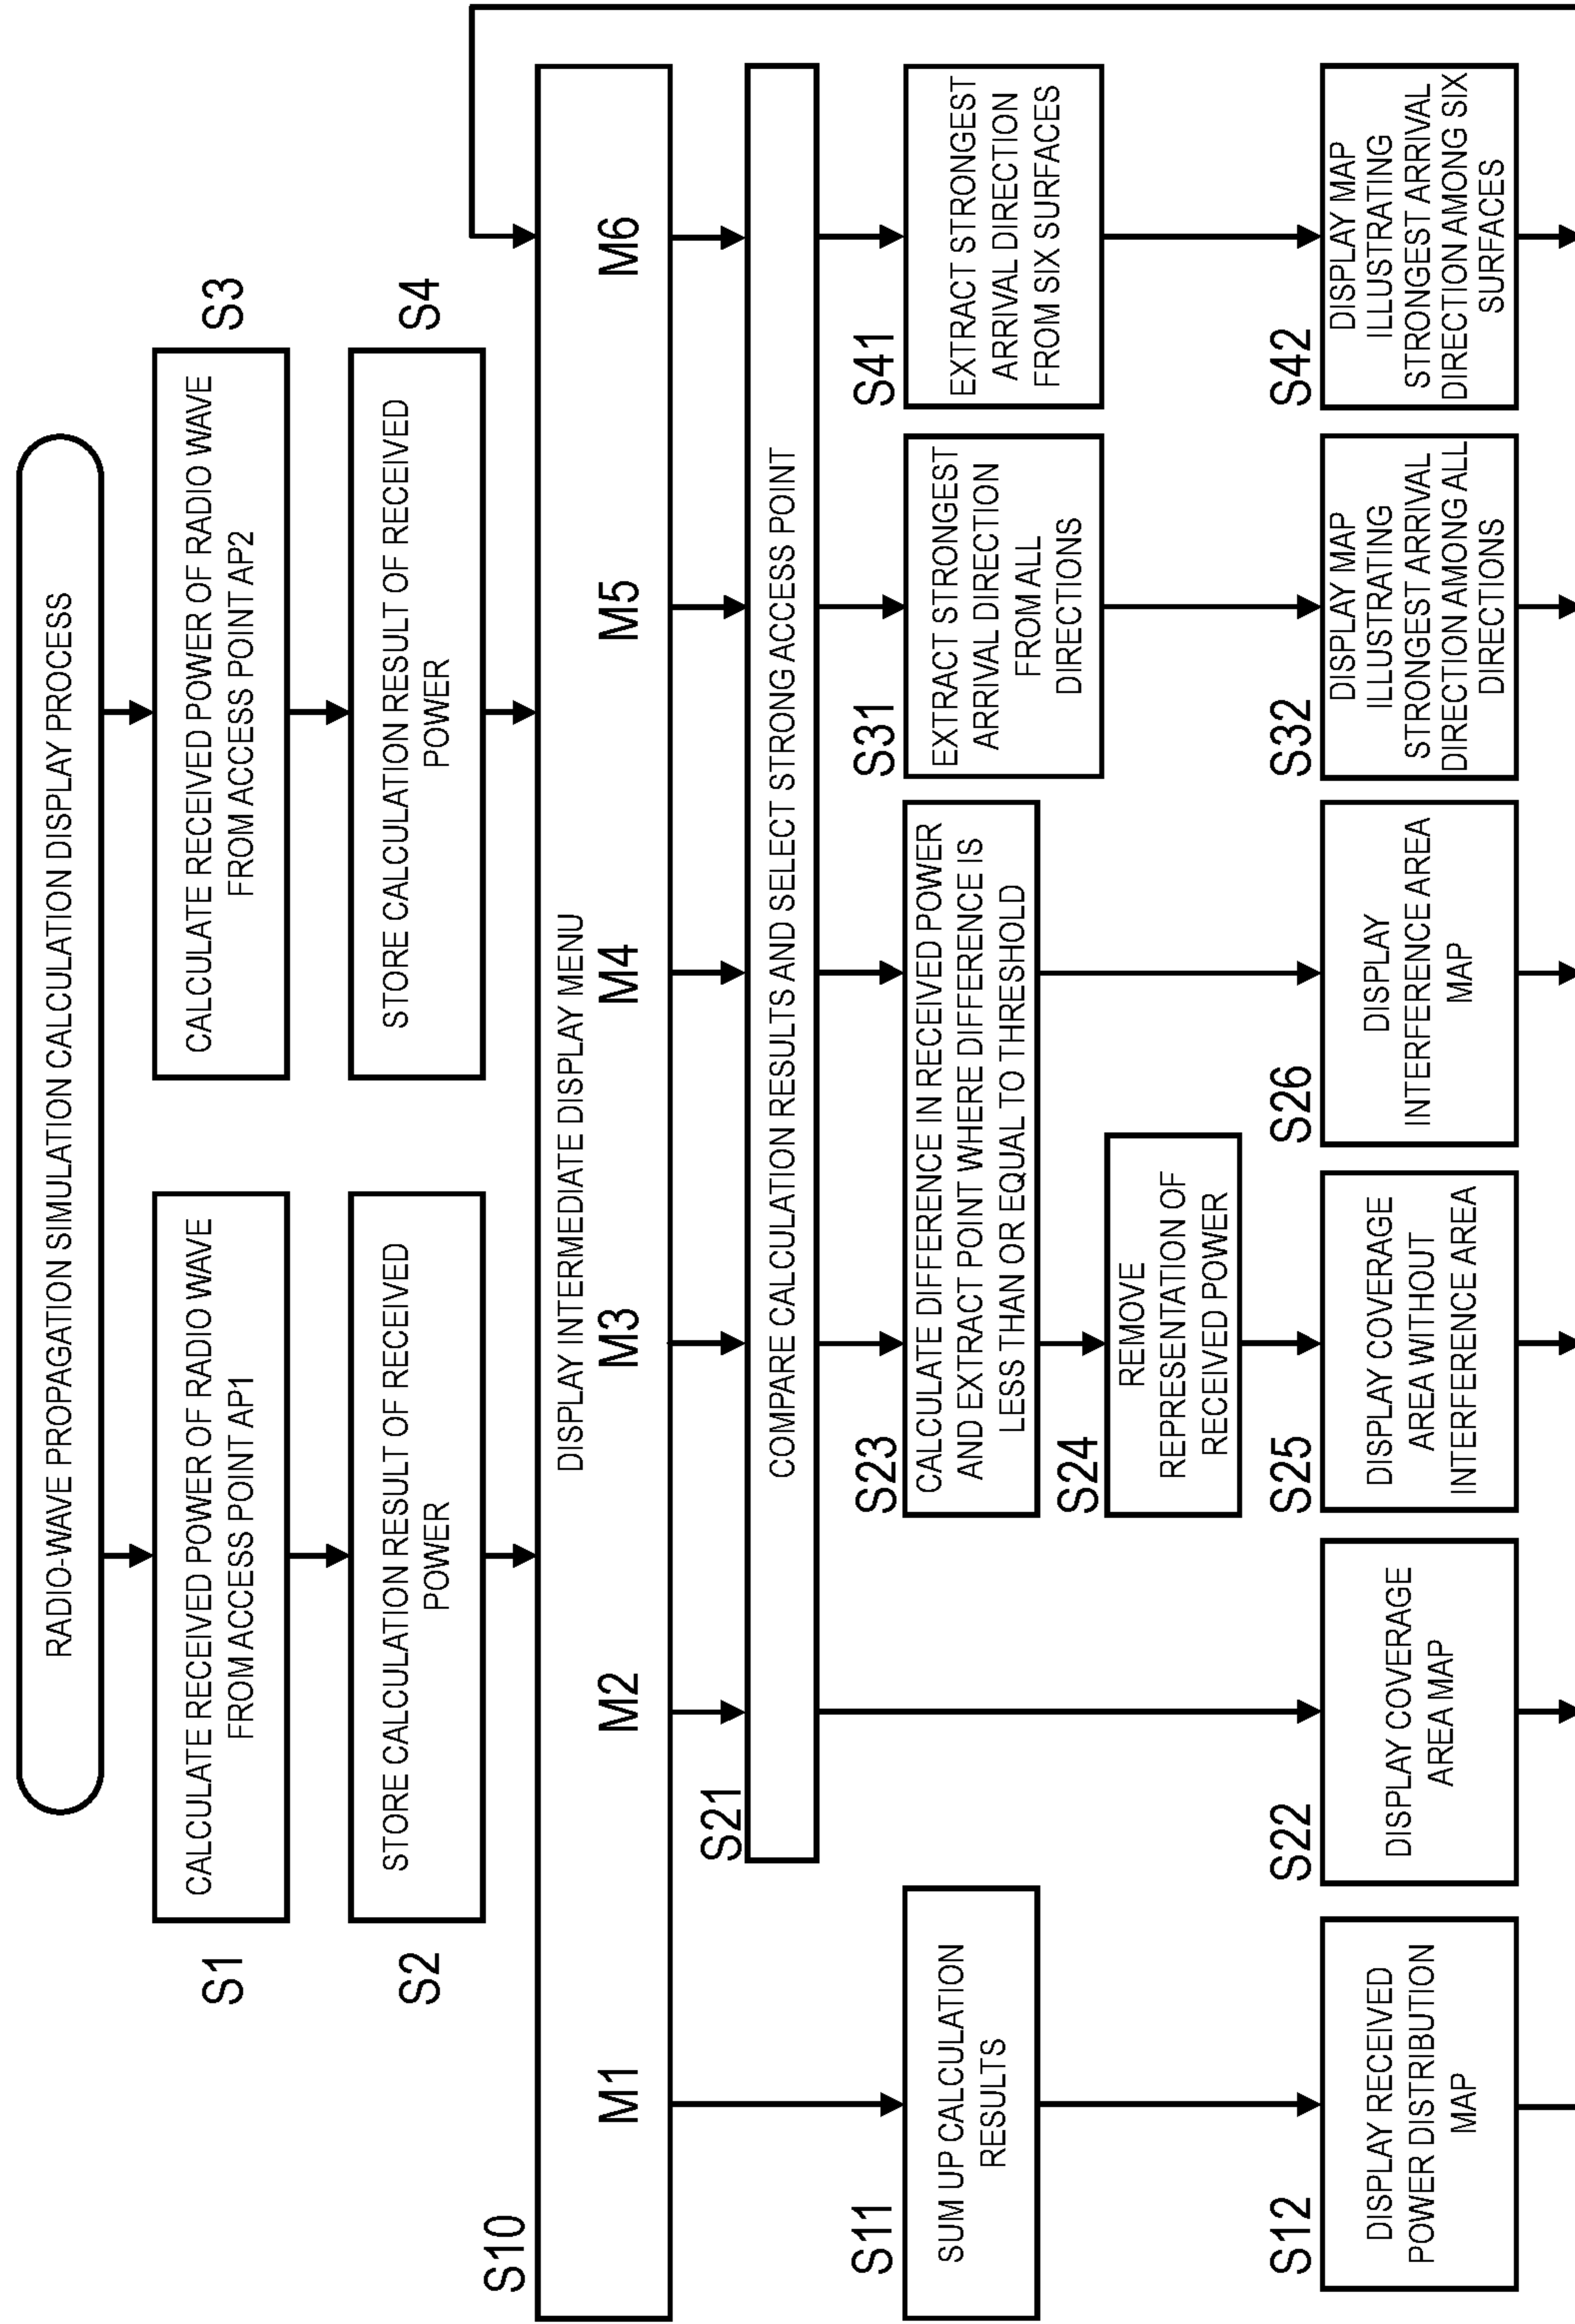 RADIO-WAVE PROPAGATION SIMULATION CALCULATION DISPLAY PROCESS
S1
CALCULATE RECEIVED POWER OF RADIO WAVE
FROM ACCESS POINT AP1
CALCULATE RECEIVED POWER OF RADIO WAVE
FROM ACCESS POINT AP2
S3
S2
STORE CALCULATION RESULT OF RECEIVED
POWER
STORE CALCULATION RESULT OF RECEIVED
POWER
S4
S10
DISPLAY INTERMEDIATE DISPLAY MENU
M1
M2
M3
M4
M5
M6
S21
COMPARE CALCULATION RESULTS AND SELECT STRONG ACCESS POINT
S11
SUM UP CALCULATION
RESULTS
S23
CALCULATE DIFFERENCE IN RECEIVED POWER
AND EXTRACT POINT WHERE DIFFERENCE IS
LESS THAN OR EQUAL TO THRESHOLD
S31
EXTRACT STRONGEST
ARRIVAL DIRECTION
FROM ALL
DIRECTIONS
S41
EXTRACT STRONGEST
ARRIVAL DIRECTION
FROM SIX SURFACES
S24
REMOVE
REPRESENTATION OF
RECEIVED POWER
S12
DISPLAY RECEIVED
POWER DISTRIBUTION
MAP
S22
DISPLAY COVERAGE
AREA MAP
S25
DISPLAY COVERAGE
AREA WITHOUT
INTERFERENCE AREA
S26
DISPLAY
INTERFERENCE AREA
MAP
S32
DISPLAY MAP
ILLUSTRATING
STRONGEST ARRIVAL
DIRECTION AMONG ALL
DIRECTIONS
S42
DISPLAY MAP
ILLUSTRATING
STRONGEST ARRIVAL
DIRECTION AMONG SIX
SURFACES